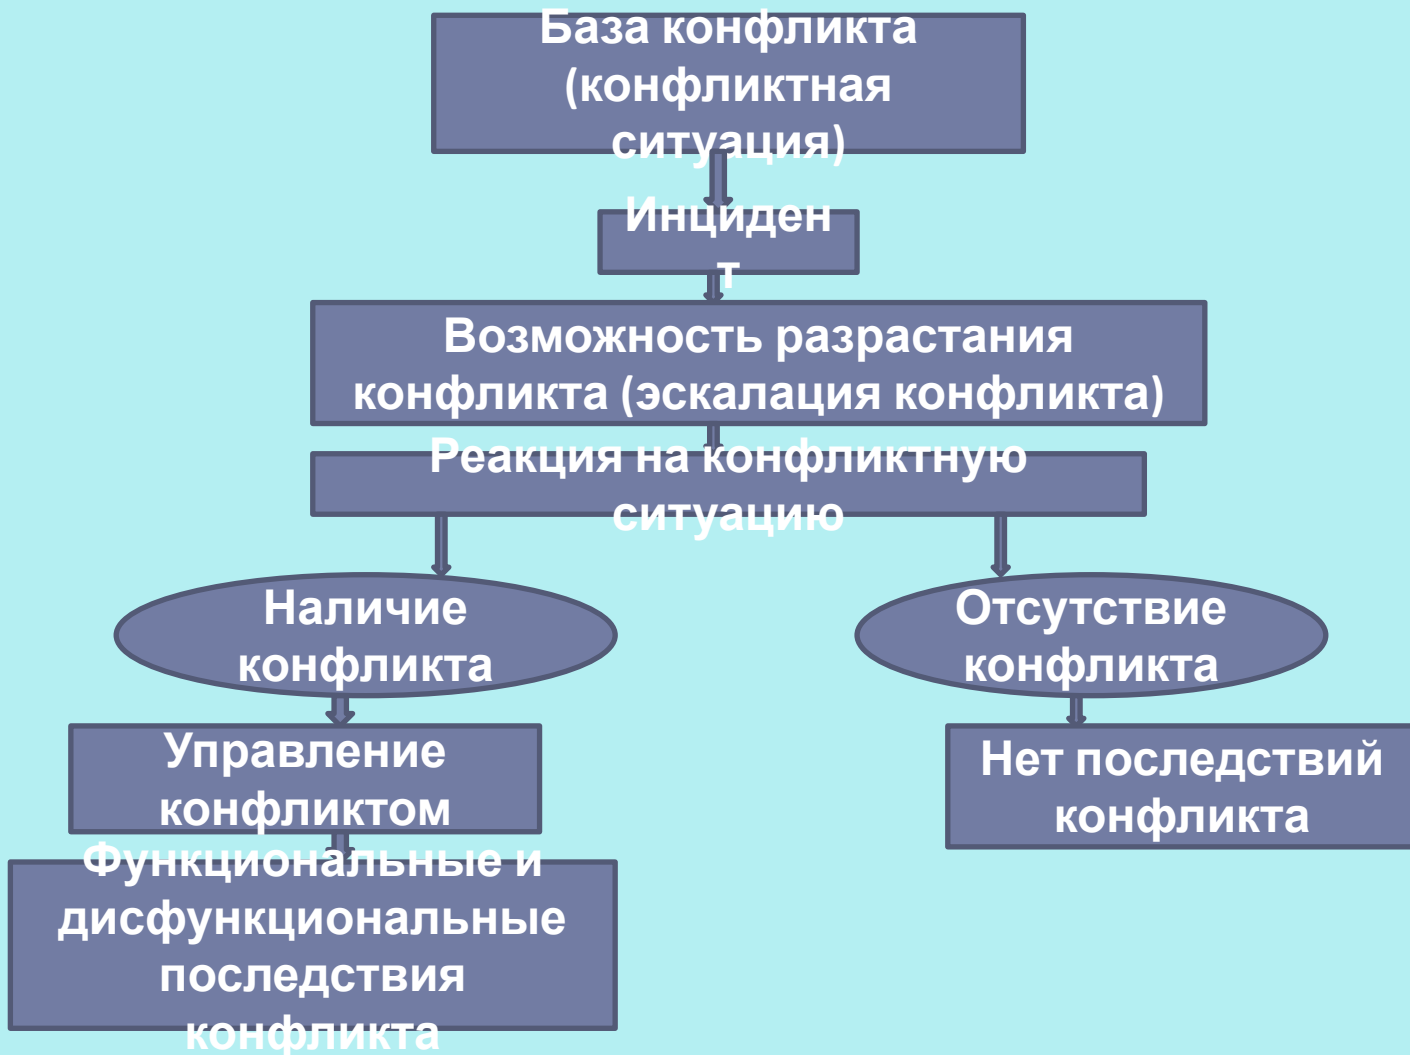 База конфликта
(конфликтная
ситуация)
Инциден
т
Возможность разрастания
конфликта (эскалация конфликта)
Реакция на конфликтную
ситуацию
Наличие
конфликта
Отсутствие
конфликта
Управление
конфликтом
Нет последствий
конфликта
Функциональные и
дисфункциональные
последствия
конфликта